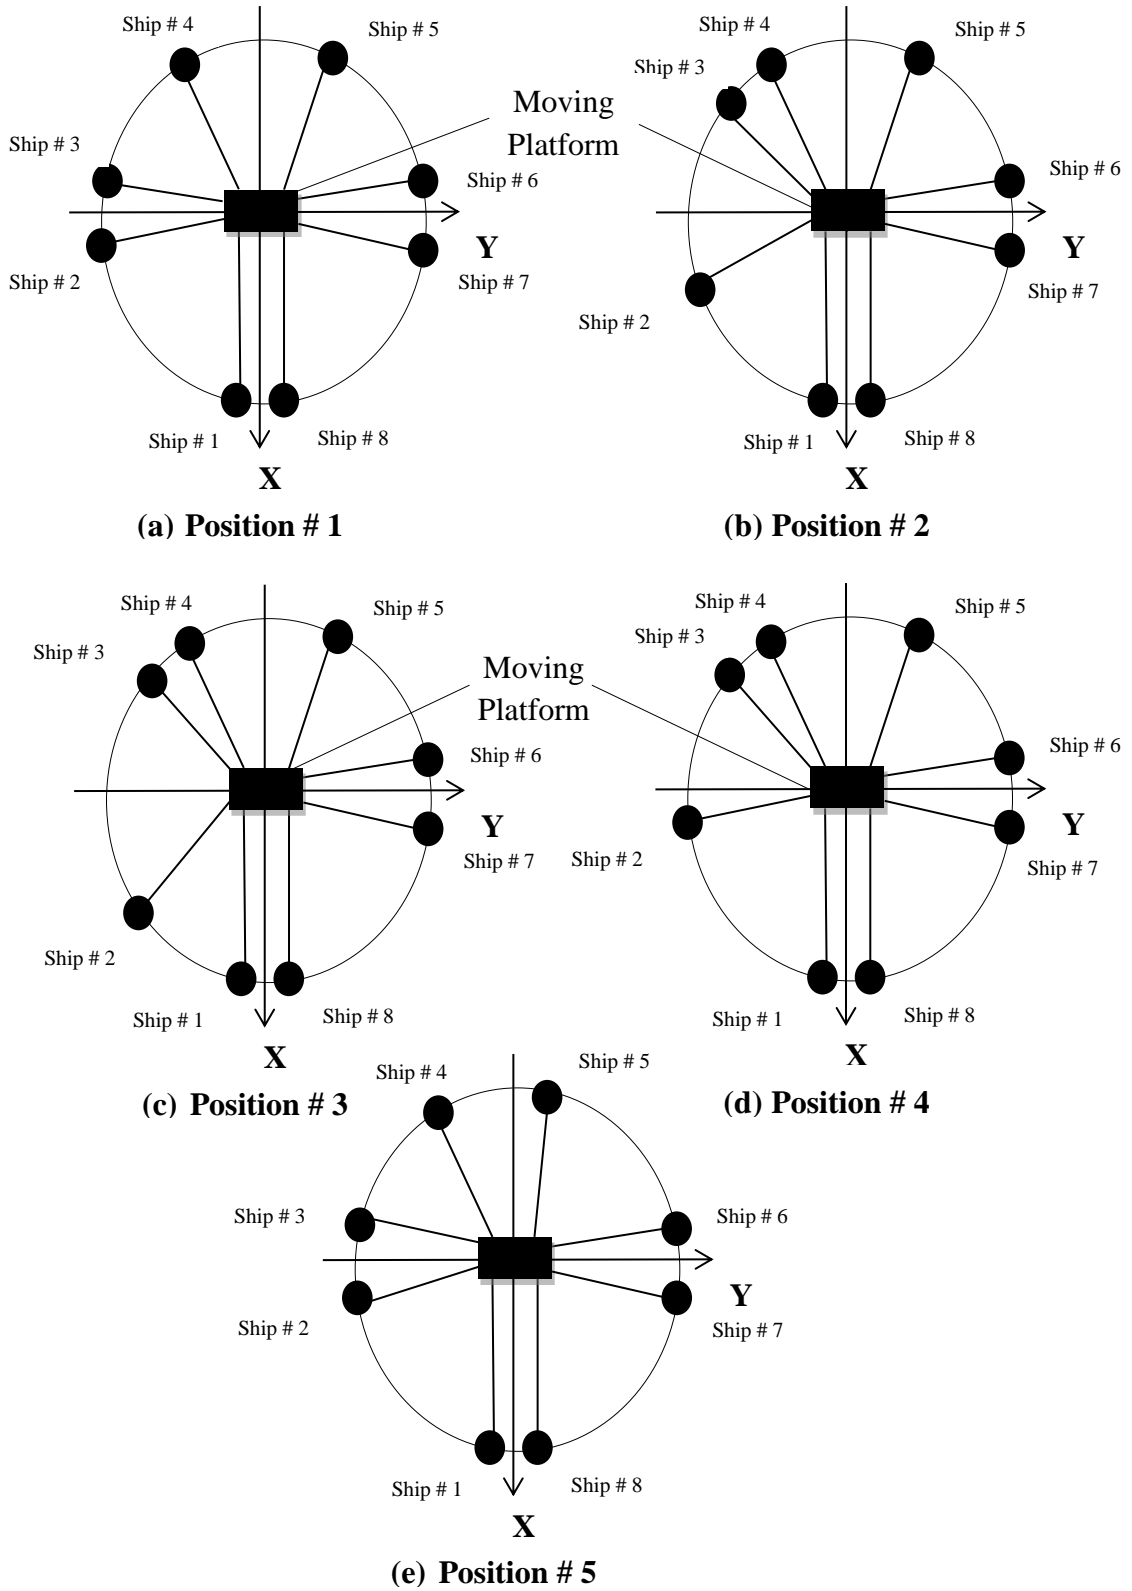 Ship # 4
Ship # 5
Ship # 3
Ship # 6
Y
Ship # 2
Ship # 7
Ship # 1
Ship # 8
X
(a) Position # 1
Moving
Platform
Ship # 4
Ship # 5
Ship # 3
Ship # 6
Y
Ship # 7
Ship # 2
Ship # 1
Ship # 8
X
(b) Position # 2
Ship # 4
Ship # 5
Ship # 3
Ship # 6
Y
Ship # 7
Ship # 2
Ship # 1
Ship # 8
X
(c) Position # 3
Moving
Platform
Ship # 4
Ship # 5
Ship # 3
Ship # 6
Y
Ship # 2
Ship # 7
Ship # 1
Ship # 8
X
(d) Position # 4
Ship # 4
Ship # 5
Ship # 3
Ship # 6
Y
Ship # 2
Ship # 7
Ship # 1
Ship # 8
X
(e) Position # 5